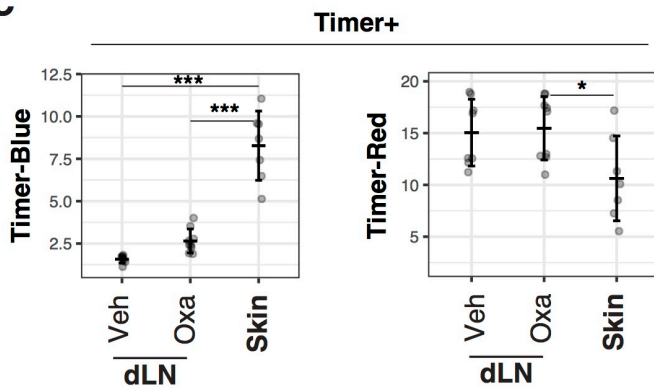 Timer+
Timer-Blue
12.5
10.0
7.5
5.0
2.5
***
***
Veh
Oxa
Skin
dLN
Timer-Red
20
15
10
5
*
Veh
Oxa
Skin
dLN